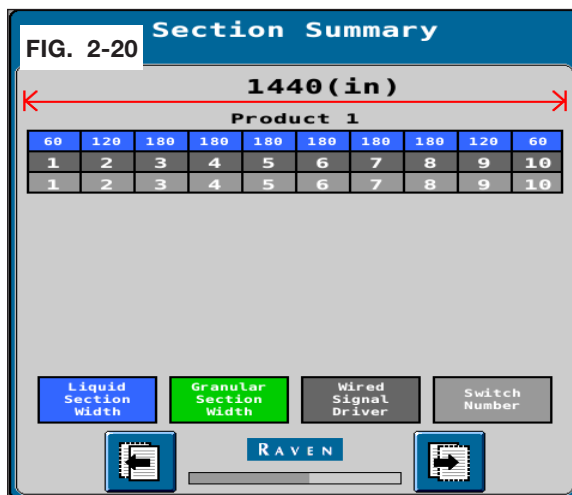 Section Summary
FIG. 2-20
1440(in)
Product 1
60 120 180 180 180 180 180 180 120 60
1 2 3 4 5 6 7 8 9 10
1 2 3 4 5 6 7 8 9 10
Liquid
Section
Width
Granular
Section
Width
Wired
Signal
Driver
Switch
Number
RAVEN